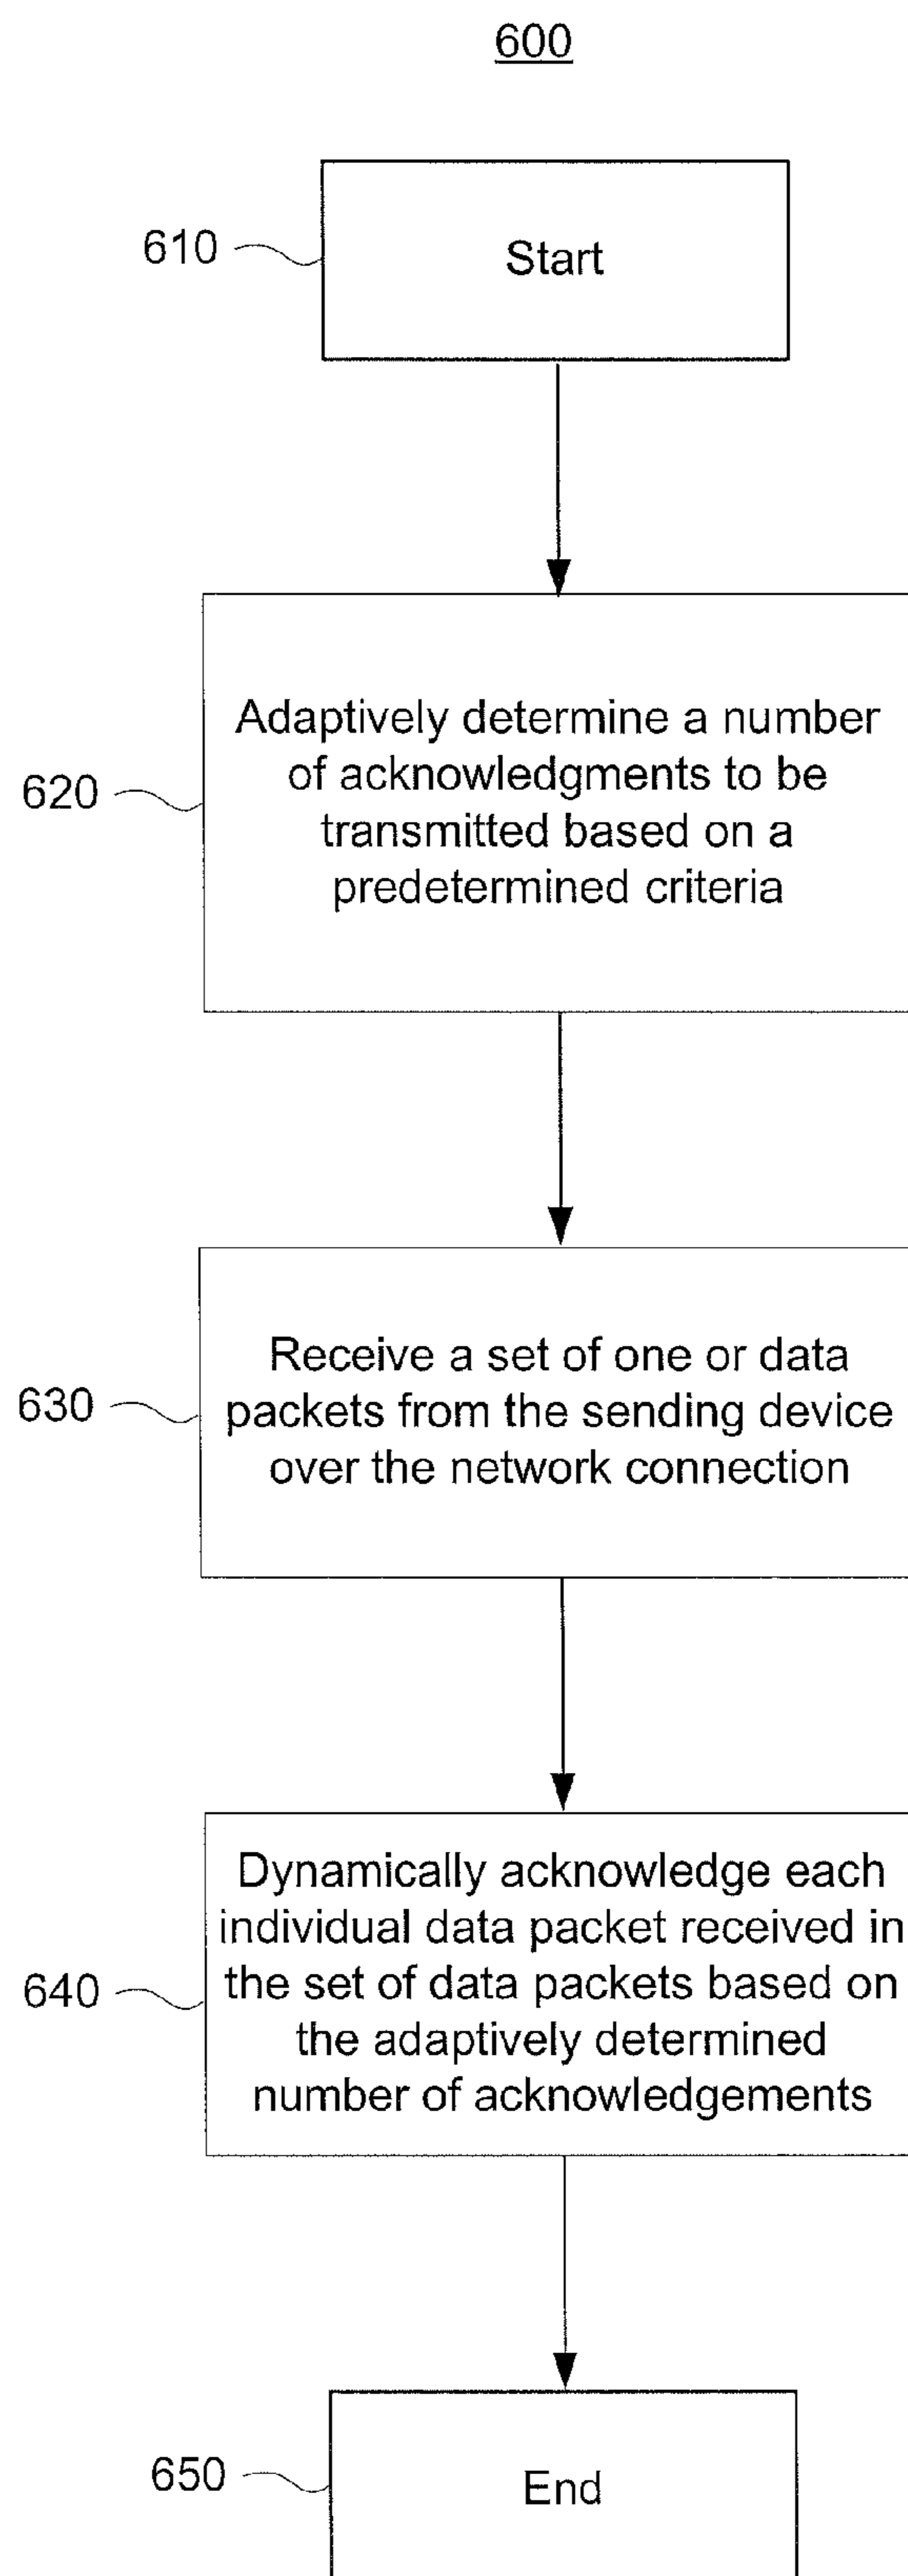 600
610
Start
620
Adaptively determine a number
of acknowledgments to be
transmitted based on a
predetermined criteria
630
Receive a set of one or data
packets from the sending device
over the network connection
640
Dynamically acknowledge each
individual data packet received in
the set of data packets based on
the adaptively determined
number of acknowledgements
650
End